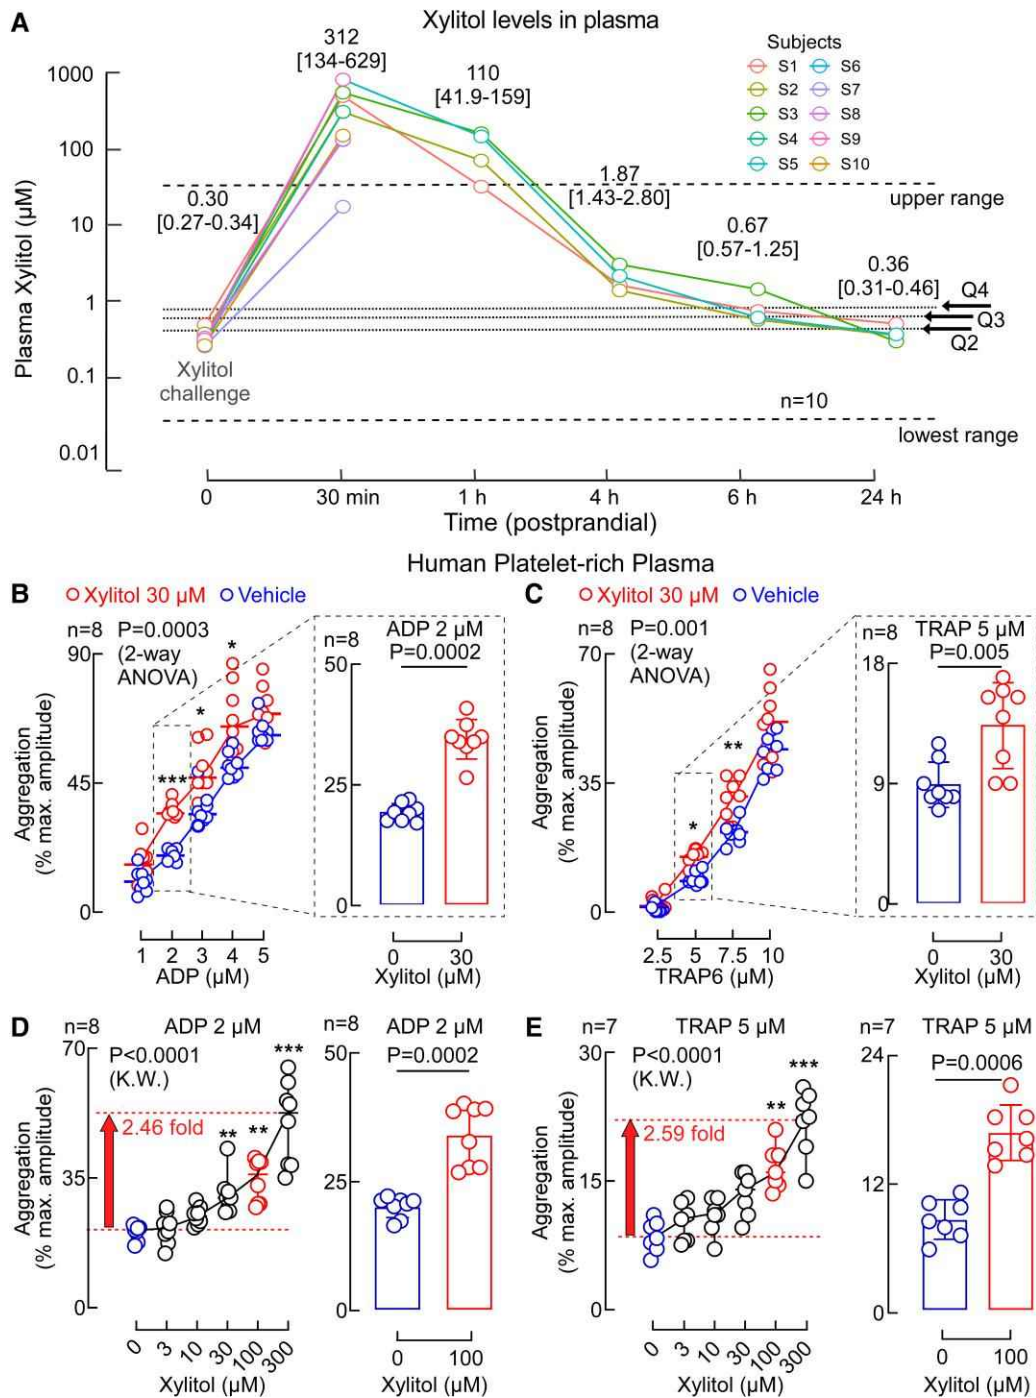 A
Xylitol levels in plasma
Plasma Xylitol (µM)
1000
100
10
1
0.1
0.01
0.30
[0.27-0.34]
312
[134-629]
110
[41.9-159]
1.87
[1.43-2.80]
0.67
[0.57-1.25]
0.36
[0.31-0.46]
Subjects
S1 S6
S2 S7
S3 S8
S4 S9
S5 S10
upper range
Q4
Q3
Q2
Xylitol
challenge
n=10
lowest range
0 30 min 1 h 4 h 6 h 24 h
Time (postprandial)
Human Platelet-rich Plasma
B
Xylitol 30 µM Vehicle
n=8 P=0.0003
(2-way
ANOVA)
Aggregation
(% max. amplitude)
90
45
0
***
*
*
1 2 3 4 5
ADP (µM)
n=8
ADP 2 µM
P=0.0002
50
25
0
0 30
Xylitol (µM)
C
Xylitol 30 µM Vehicle
n=8 P=0.001
(2-way
ANOVA)
Aggregation
(% max. amplitude)
70
35
0
*
**
2.5 5 7.5 10
TRAP6 (µM)
n=8
TRAP 5 µM
P=0.005
18
9
0
0 30
Xylitol (µM)
D
n=8 ADP 2 µM
P<0.0001
(K.W.)
Aggregation
(% max. amplitude)
70
35
0
2.46 fold
**
**
***
0 3 10 30 100 300
Xylitol (µM)
n=8
ADP 2 µM
P=0.0002
50
25
0
0 100
Xylitol (µM)
E
n=7 TRAP 5 µM
P<0.0001
(K.W.)
Aggregation
(% max. amplitude)
30
15
0
2.59 fold
**
***
0 3 10 30 100 300
Xylitol (µM)
n=7 TRAP 5 µM
P=0.0006
24
12
0
0 100
Xylitol (µM)